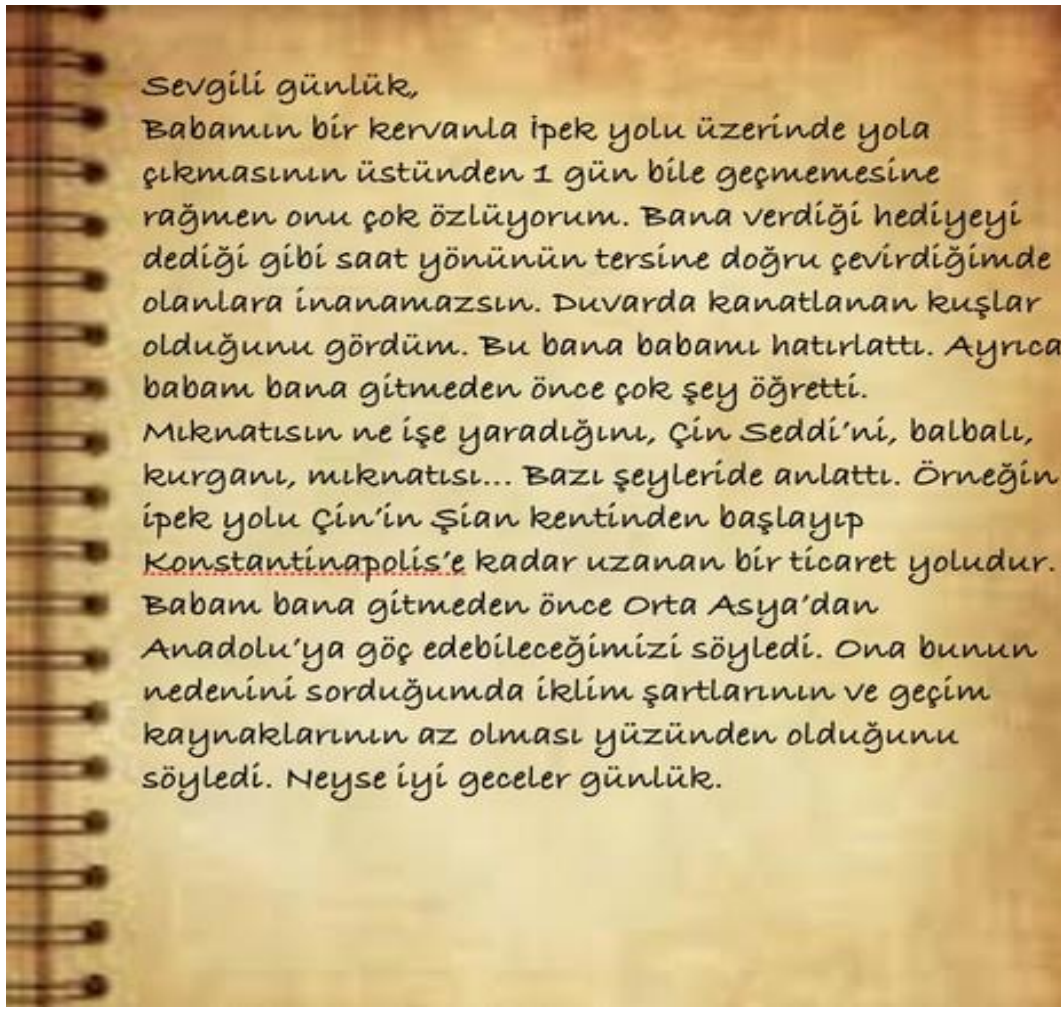 Sevgili günlük,
Babamın bir kervanla İpek yolu üzerinde yola
çıkmasının üstünden 1 gün bile geçmemesine
rağmen onu çok özlüyorum. Bana verdiği hediyeyi
dediği gibi saat yönünün tersine doğru çevirdiğimde
olanlara inanamazsın. Duvarda kanatlanan kuşlar
olduğunu gördüm. Bu bana babamı hatırlattı. Ayrıca
babam bana gitmeden önce çok şey öğretti.
Mıknatısın ne işe yaradığını, Çin Seddi'ni, balbalı,
kurganı, mıknatısı... Bazı şeyleride anlattı. Örneğin
ipek yolu Çin'in Şian kentinden başlayıp
Konstantinapolis'e kadar uzanan bir ticaret yoludur.
Babam bana gitmeden önce Orta Asya'dan
Anadolu'ya göç edebileceğimizi söyledi. Ona bunun
nedenini sorduğumda iklim şartlarının ve geçim
kaynaklarının az olması yüzünden olduğunu
söyledi. Neyse iyi geceler günlük.